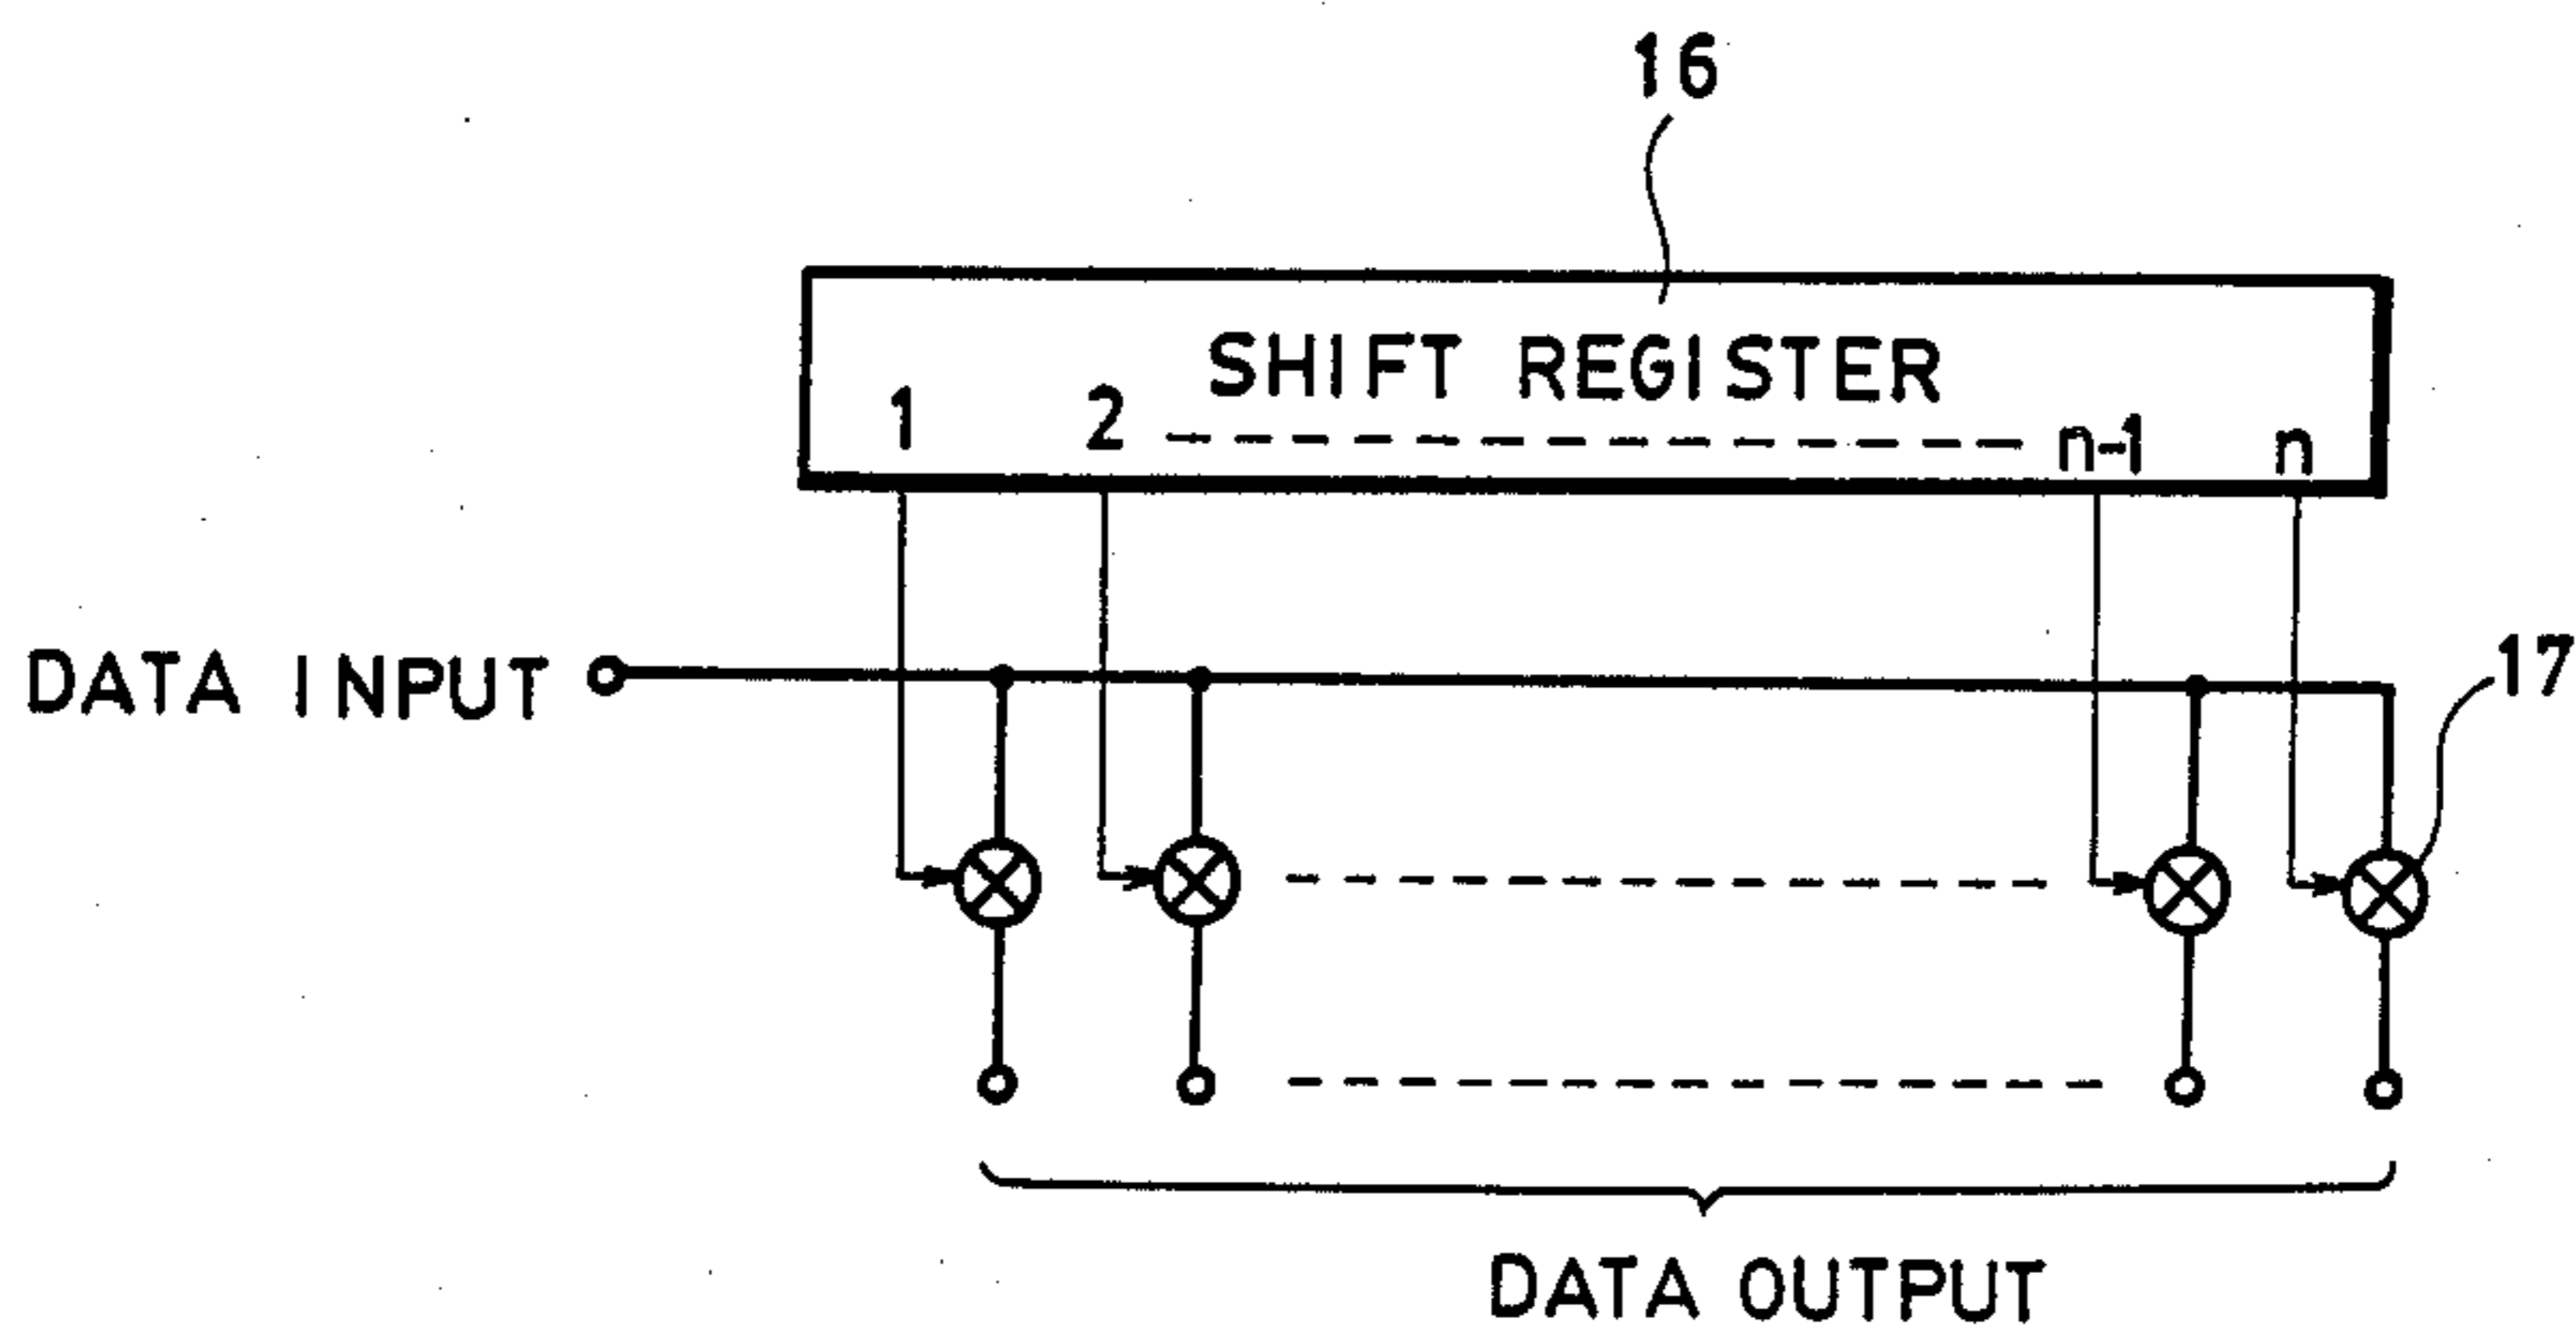 16
SHIFT REGISTER
1 2 n-1 n
DATA INPUT
17
DATA OUTPUT